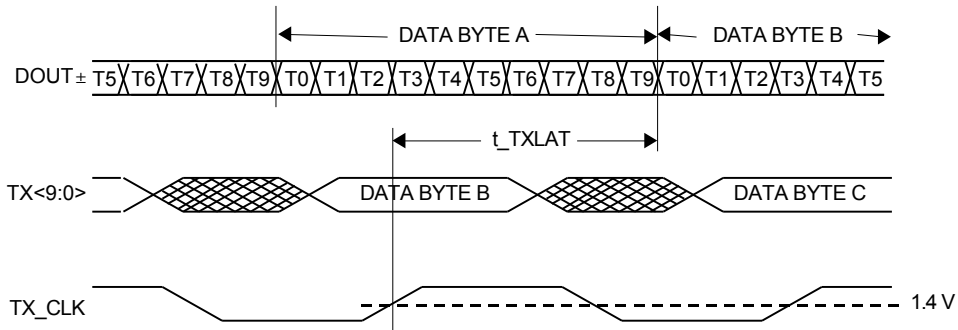 DATA BYTE A DATA BYTE B
DOUT ± T5 T6 T7 T8 T9 T0 T1 T2 T3 T4 T5 T6 T7 T8 T9 T0 T1 T2 T3 T4 T5
t_TXLAT
TX<9:0> DATA BYTE B DATA BYTE C
TX_CLK 1.4 V